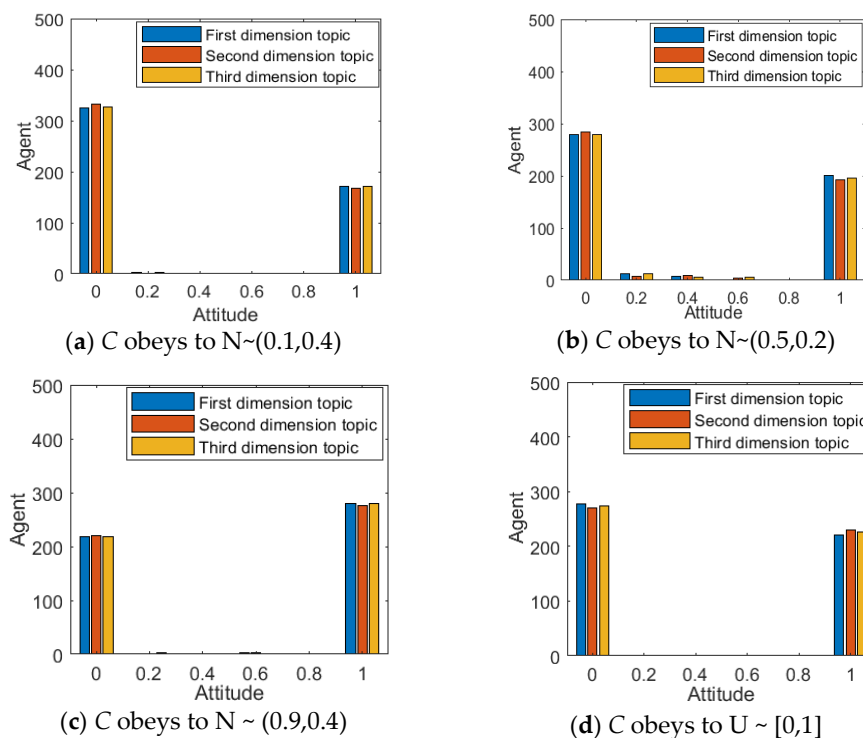 500
400
300
200
100
0
Agent
First dimension topic
Second dimension topic
Third dimension topic
0 0.2 0.4 0.6 0.8 1
Attitude
(a) C obeys to N~(0.1,0.4)
500
400
300
200
100
0
Agent
First dimension topic
Second dimension topic
Third dimension topic
0 0.2 0.4 0.6 0.8 1
Attitude
(b) C obeys to N~(0.5,0.2)
500
400
300
200
100
0
Agent
First dimension topic
Second dimension topic
Third dimension topic
0 0.2 0.4 0.6 0.8 1
Attitude
(c) C obeys to N ~ (0.9,0.4)
500
400
300
200
100
0
Agent
First dimension topic
Second dimension topic
Third dimension topic
0 0.2 0.4 0.6 0.8 1
Attitude
(d) C obeys to U ~ [0,1]